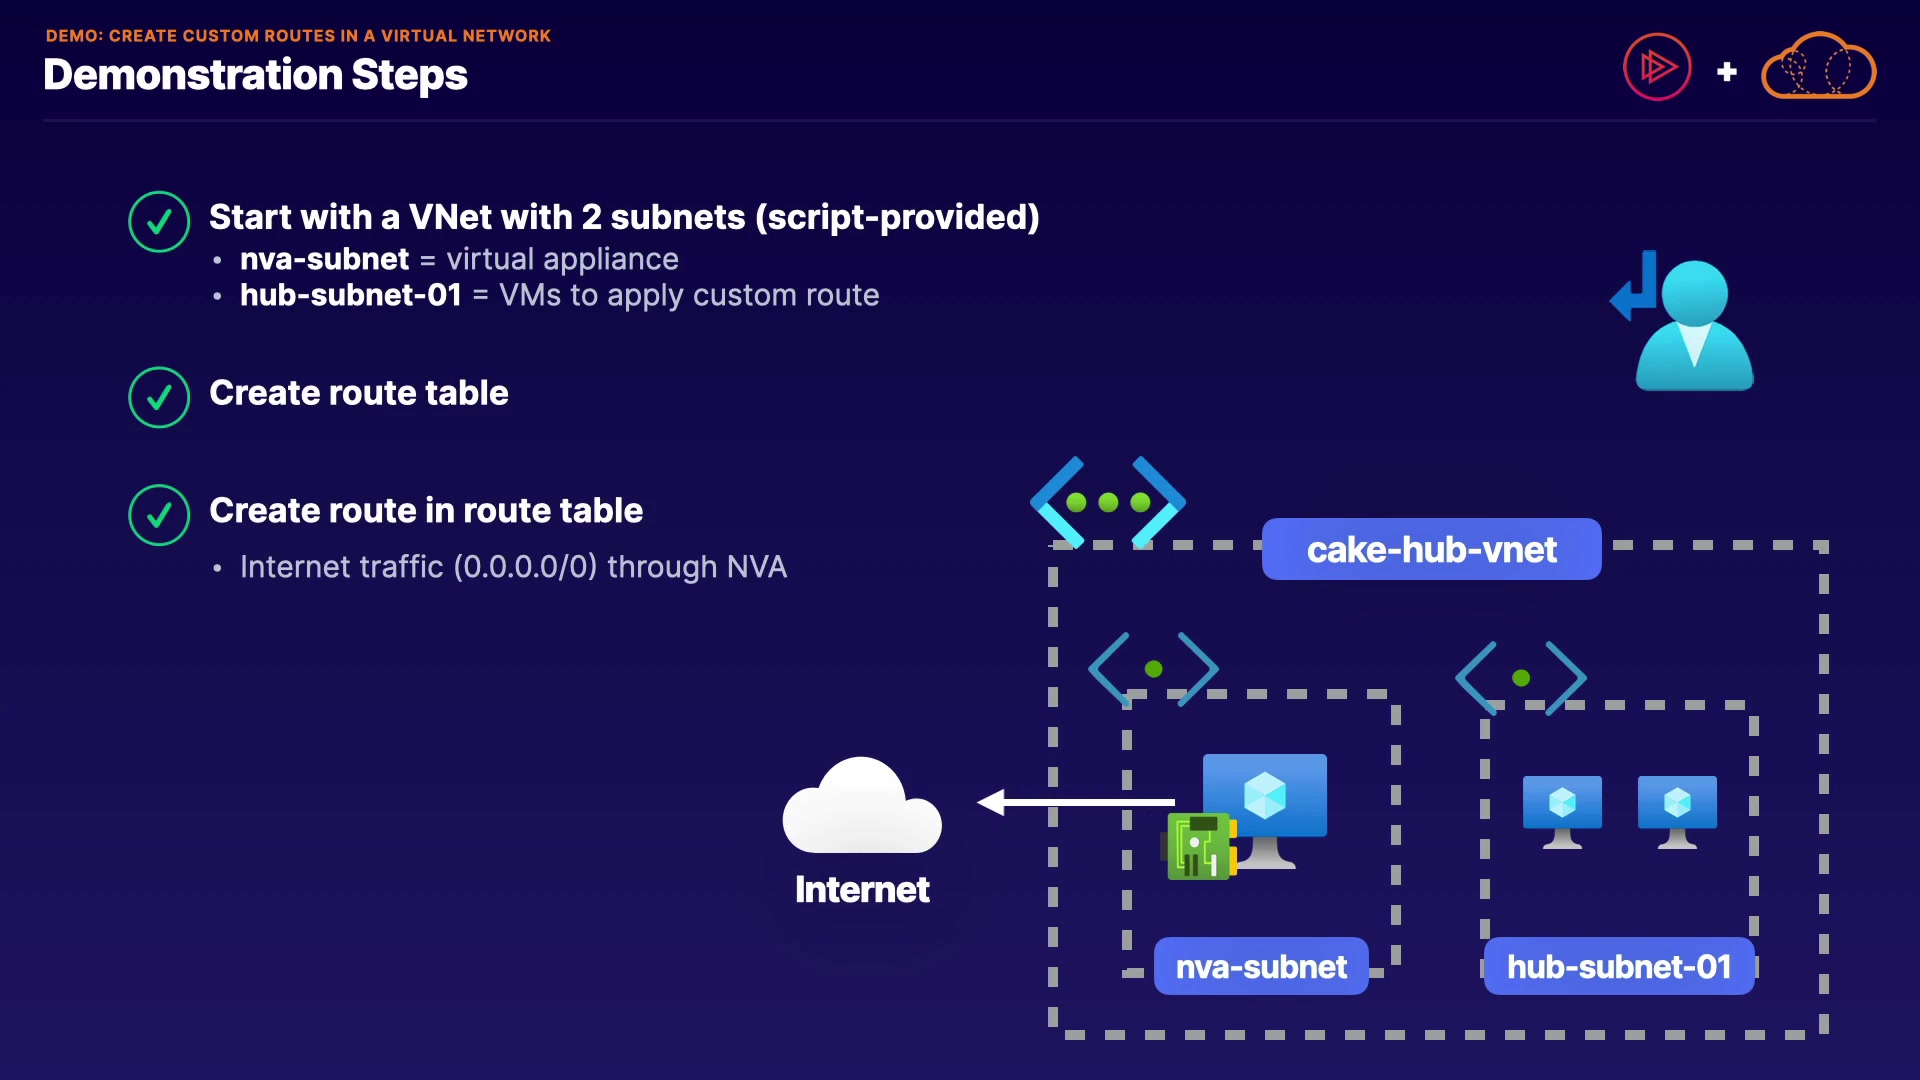 DEMO: CREATE CUSTOM ROUTES IN A VIRTUAL NETWORK
Demonstration Steps
Start with a VNet with 2 subnets (script-provided)
• nva-subnet = virtual appliance
• hub-subnet-01 = VMs to apply custom route
Create route table
Create route in route table
• Internet traffic (0.0.0.0/0) through NVA
cake-hub-vnet
Internet
nva-subnet
hub-subnet-01